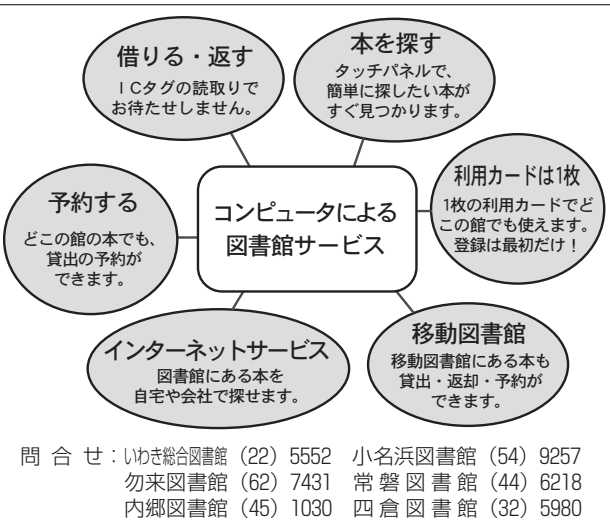 借りる・返す
ICタグの読取りで
お待たせしません。
本を探す
タッチパネルで、
簡単に探したい本が
すぐ見つかります。
予約する
どこの館の本でも、
貸出の予約が
できます。
コンピュータによる
図書館サービス
利用カードは1枚
1枚の利用カードでど
この館でも使えます。
登録は最初だけ！
インターネットサービス
図書館にある本を
自宅や会社で探せます。
移動図書館
移動図書館にある本も
貸出・返却・予約が
できます。
問合せ：いわき総合図書館（22）5552 小名浜図書館（54）9257
勿来図書館（62）7431 常磐図書館（44）6218
内郷図書館（45）1030 四倉図書館（32）5980